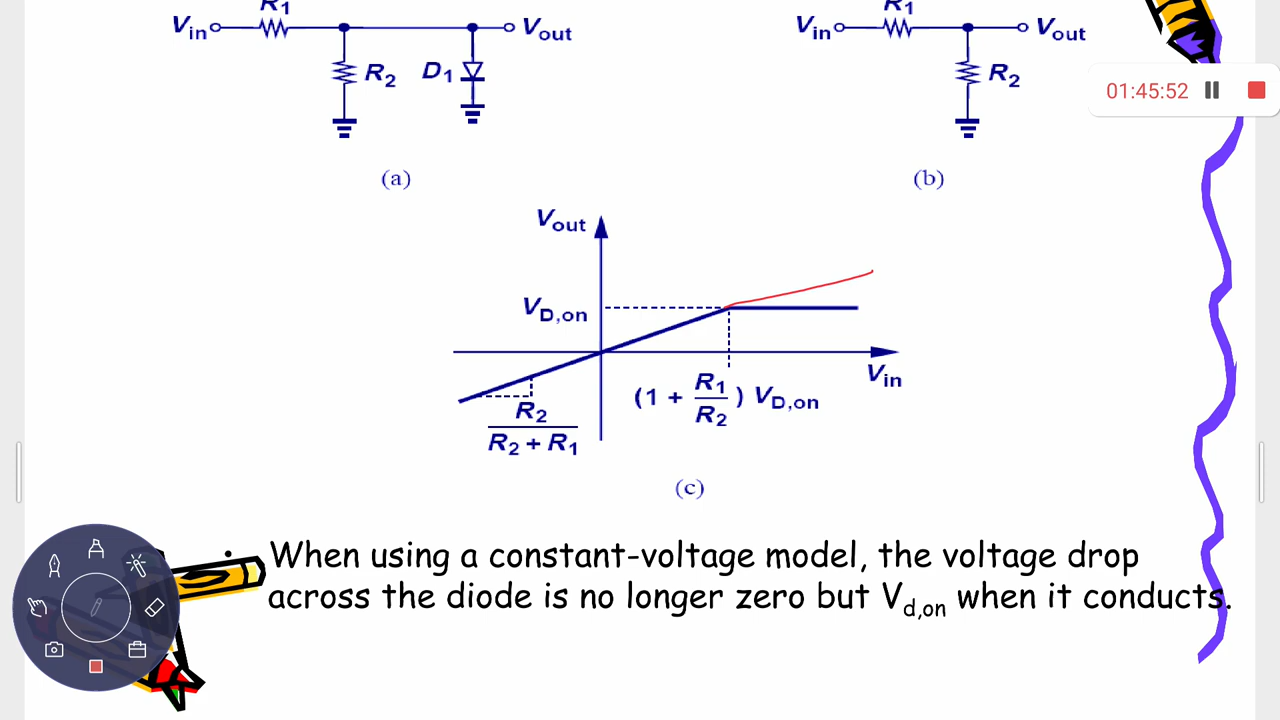 R1 R1
Vin Vout Vin Vout
R2 D1 R2
01:45:52
(a) (b)
Vout
VD,on
Vin
(1 + R1/R2) VD,on
R2
R2 + R1
(c)
• When using a constant-voltage model, the voltage drop
across the diode is no longer zero but Vd,on when it conducts.